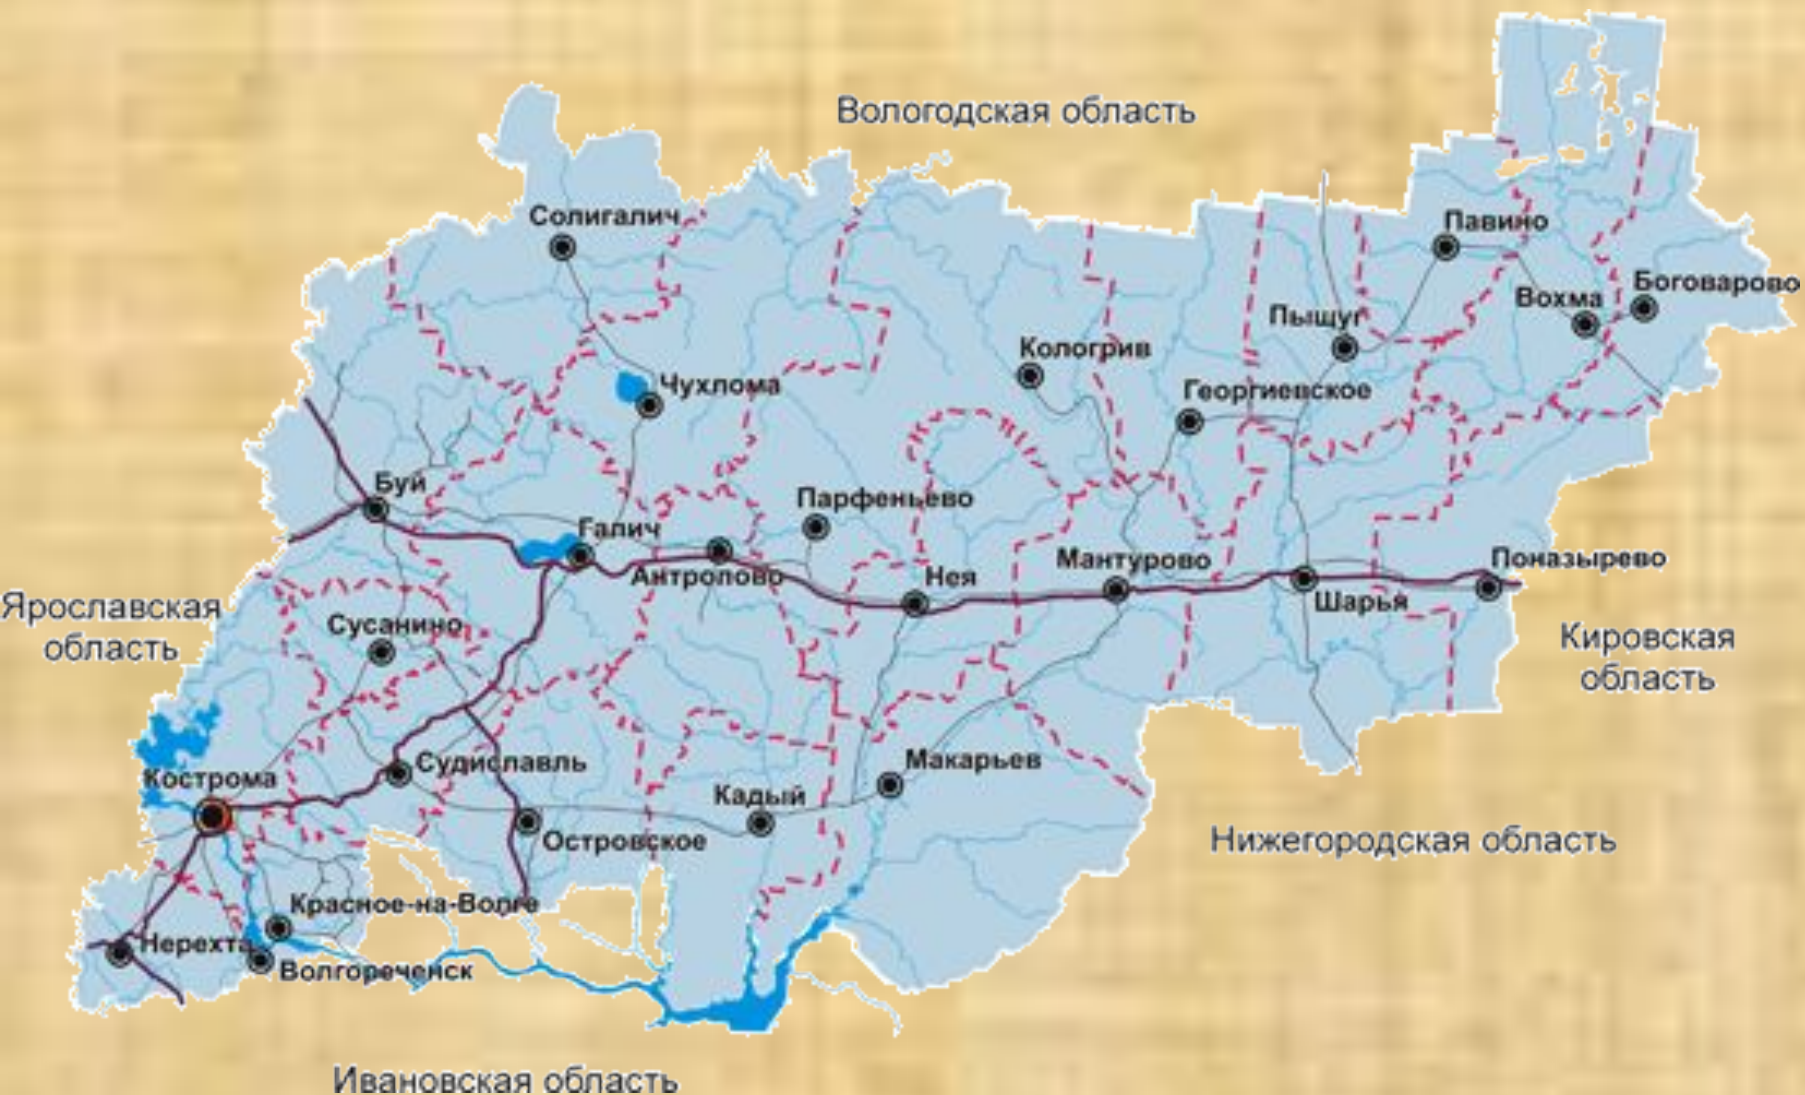 Вологодская область
Солигалич
Павино
Боговарово
Вохма
Пыщуг
Кологрив
Чухлома
Георгиевское
Буй
Парфеньево
Галич
Антропово
Нея
Мантурово
Поназырево
Шарья
Ярославская
область
Сусанино
Кировская
область
Судиславль
Макарьев
Кострома
Кадый
Островское
Нижегородская область
Красное-на-Волге
Нерехта
Волгореченск
Ивановская область